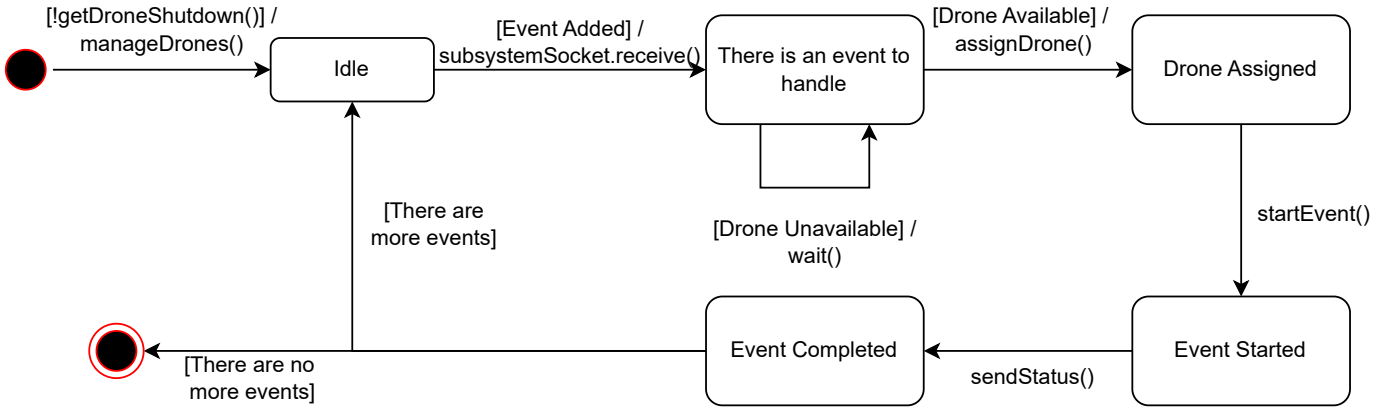 [!getDroneShutdown()] /
manageDrones()
Idle
[Event Added] /
subsystemSocket.receive()
There is an event to
handle
[Drone Available] /
assignDrone()
Drone Assigned
[There are
more events]
[Drone Unavailable] /
wait()
startEvent()
[There are no
more events]
Event Completed
sendStatus()
Event Started